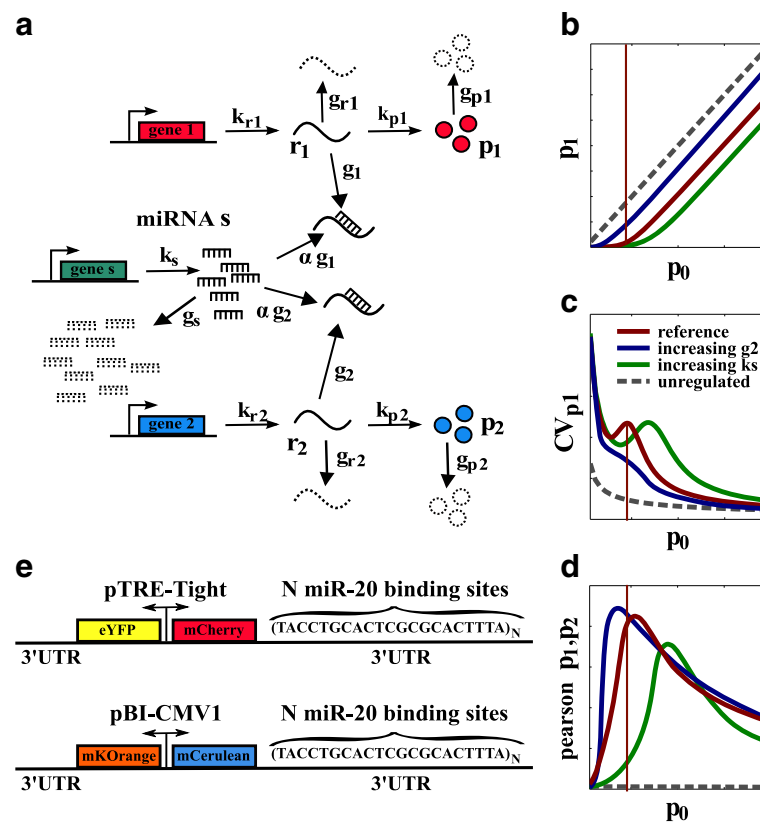 a
gene 1
k_r1
g_r1
r_1
k_p1
g_p1
p_1
g_1
miRNA s
gene s
k_s
α g_1
α g_2
g_s
g_2
gene 2
k_r2
r_2
k_p2
p_2
g_r2
g_p2
b
p_1
p_0
c
reference
increasing g2
increasing ks
unregulated
CV_p1
p_0
d
pearson p_1,p_2
p_0
e
pTRE-Tight
N miR-20 binding sites
eYFP
mCherry
(TACCTGCACTCGCGCACTTTA)_N
3'UTR
3'UTR
pBI-CMV1
N miR-20 binding sites
mKOrange
mCerulean
(TACCTGCACTCGCGCACTTTA)_N
3'UTR
3'UTR